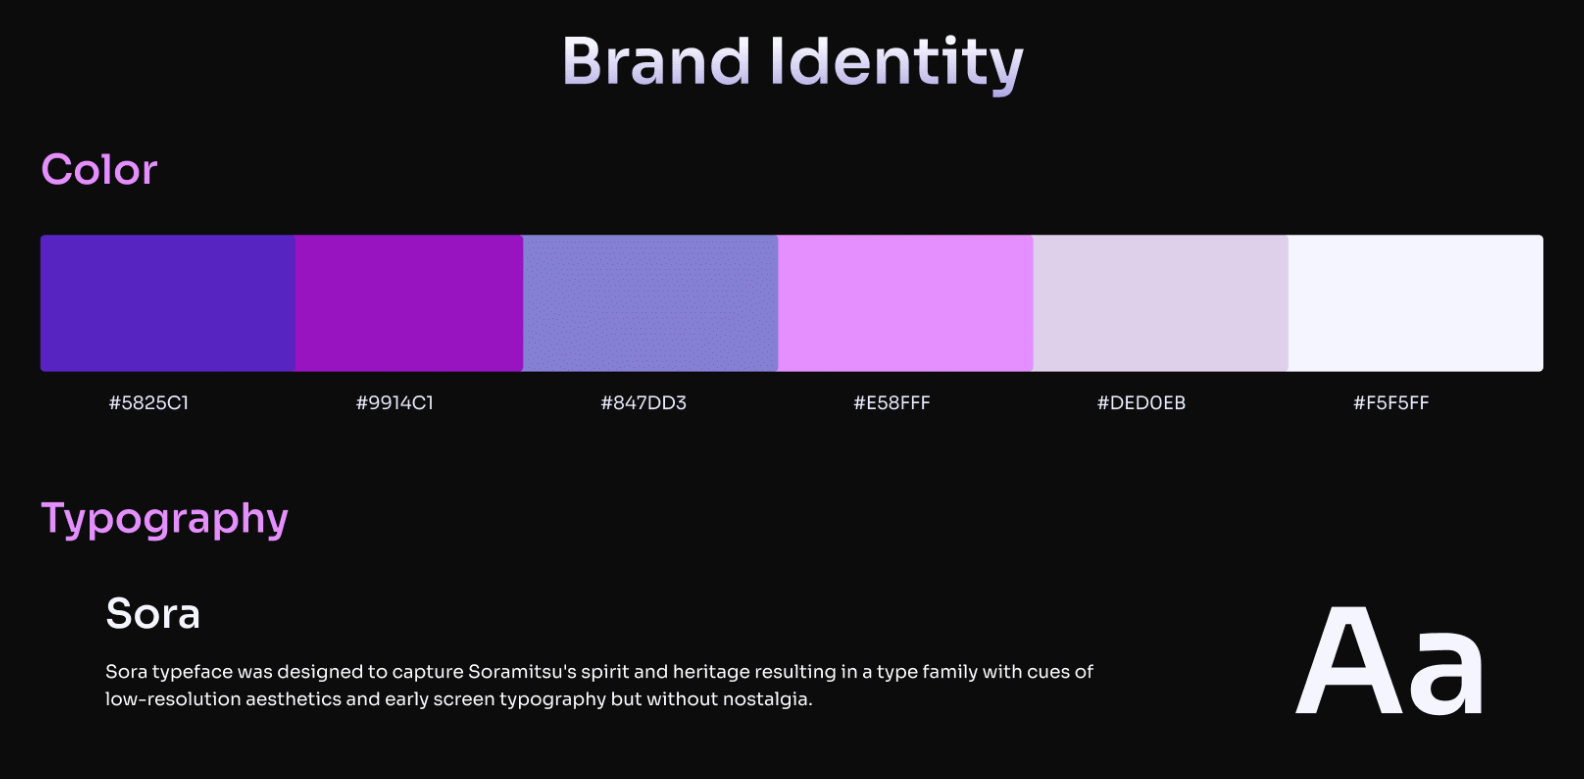 Brand Identity
Color
#5825C1
#9914C1
#847DD3
#E58FFF
#DED0EB
#F5F5FF
Typography
Sora
Aa
Sora typeface was designed to capture Soramitsu's spirit and heritage resulting in a type family with cues of
low-resolution aesthetics and early screen typography but without nostalgia.